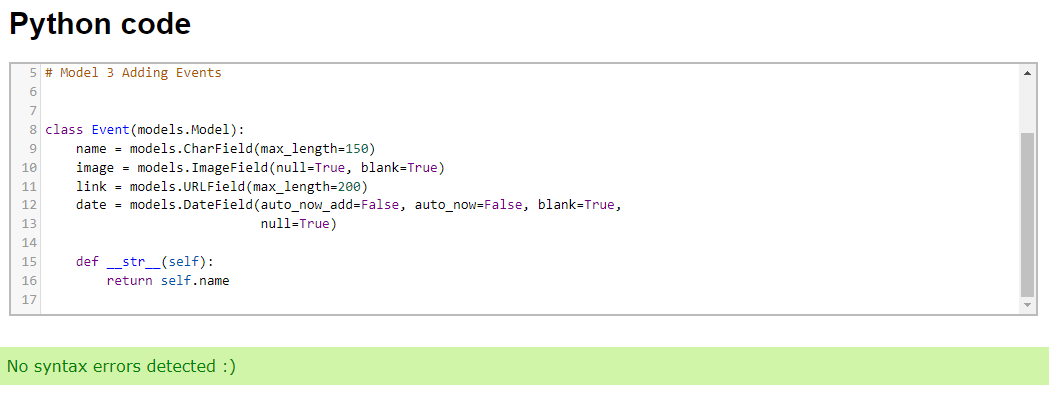 Python code
5 # Model 3 Adding Events
6
7
8 class Event(models.Model):
9     name = models.CharField(max_length=150)
10     image = models.ImageField(null=True, blank=True)
11     link = models.URLField(max_length=200)
12     date = models.DateField(auto_now_add=False, auto_now=False, blank=True,
13                             null=True)
14
15     def __str__(self):
16         return self.name
17
No syntax errors detected :)